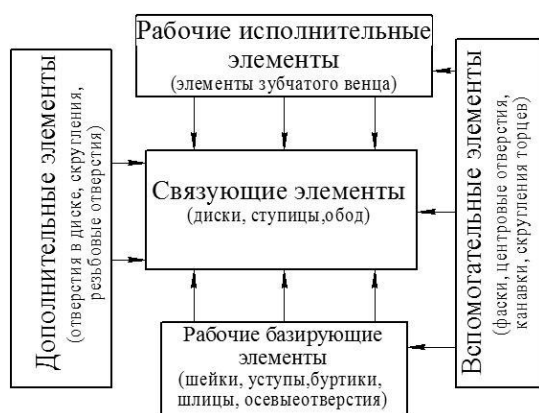 Рабочие исполнительные
элементы
(элементы зубчатого венца)
Дополнительные элементы
(отверстия в диске, скругления,
резьбовые отверстия)
Связующие элементы
(диски, ступицы,обод)
Вспомогательные элементы
(фаски, центровые отверстия,
канавки, скругления торцев)
Рабочие базирующие
элементы
(шейки, уступы,буртики,
шлицы, осевыеотверстия)